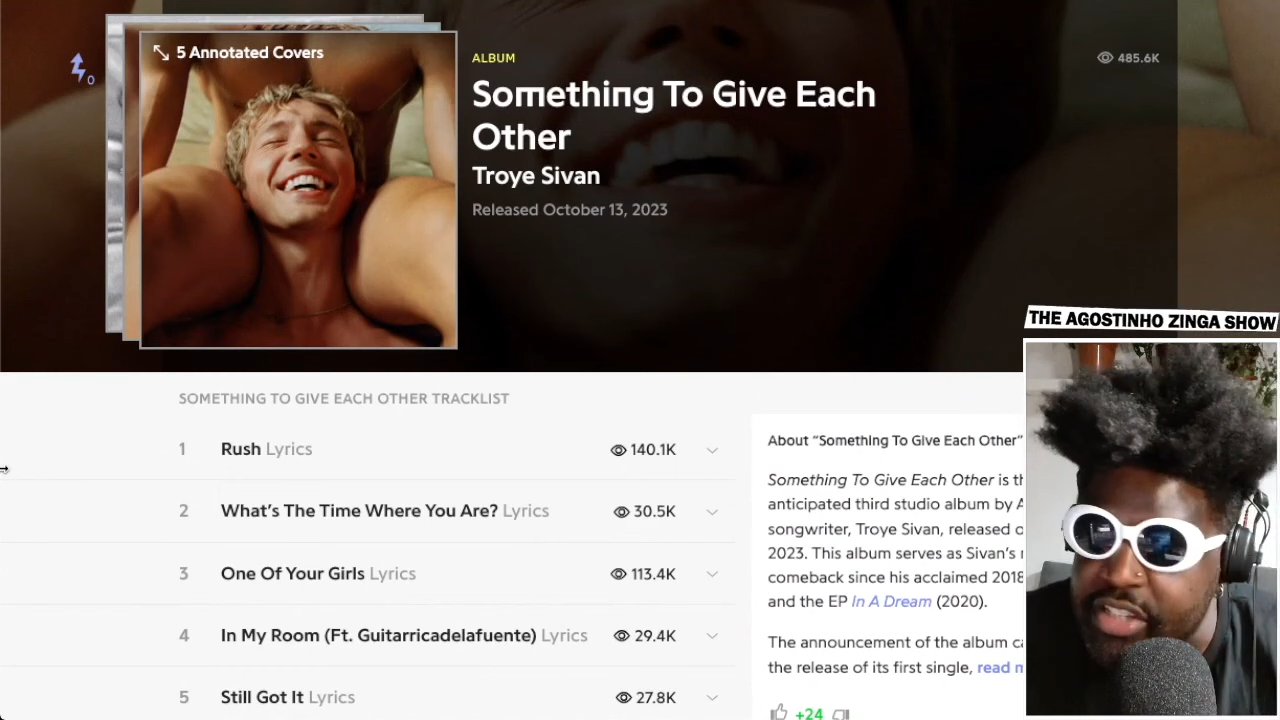 5 Annotated Covers
0
ALBUM
485.6K
Something To Give Each
Other
Troye Sivan
Released October 13, 2023
THE AGOSTINHO ZINGA SHOW
SOMETHING TO GIVE EACH OTHER TRACKLIST
1 Rush Lyrics 140.1K
2 What's The Time Where You Are? Lyrics 30.5K
3 One Of Your Girls Lyrics 113.4K
4 In My Room (Ft. Guitarricadelafuente) Lyrics 29.4K
5 Still Got It Lyrics 27.8K
About “Something To Give Each Other”
Something To Give Each Other is th
anticipated third studio album by A
songwriter, Troye Sivan, released o
2023. This album serves as Sivan's
comeback since his acclaimed 2018
and the EP In A Dream (2020).
The announcement of the album ca
the release of its first single, read m
+24